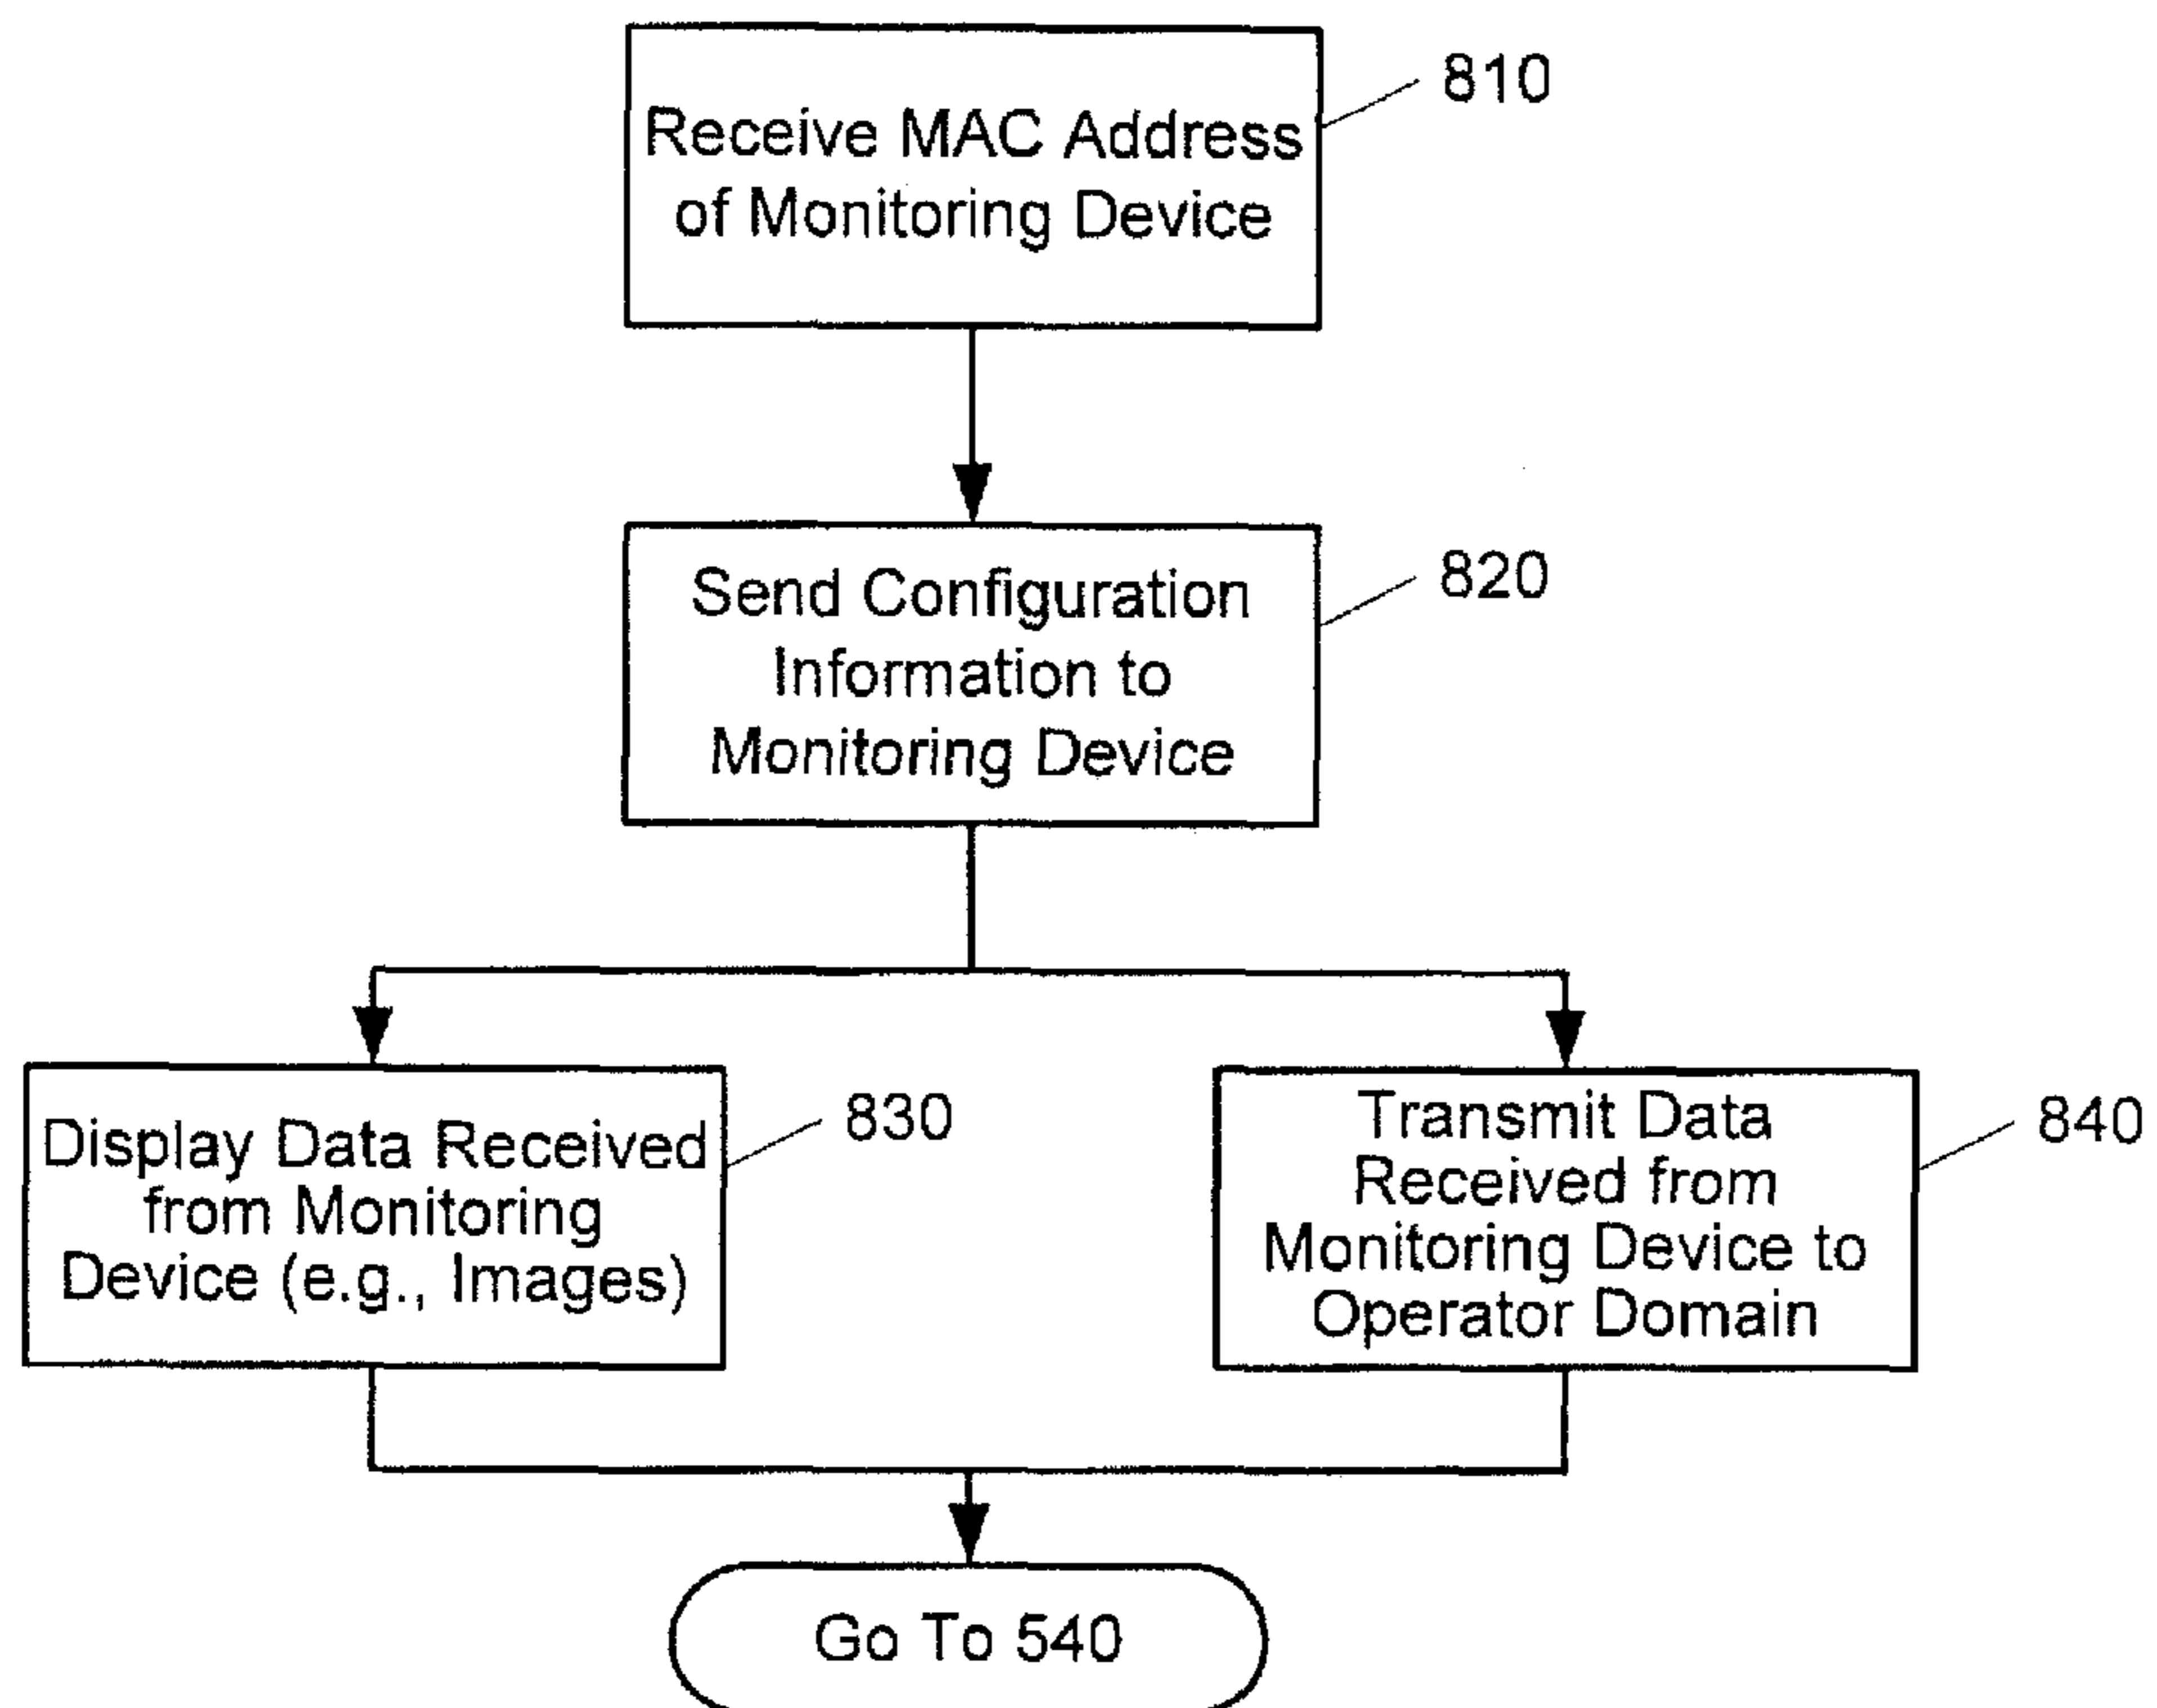 Receive MAC Address
of Monitoring Device
810
Send Configuration
Information to
Monitoring Device
820
Display Data Received
from Monitoring
Device (e.g., Images)
830
Transmit Data
Received from
Monitoring Device to
Operator Domain
840
Go To 540